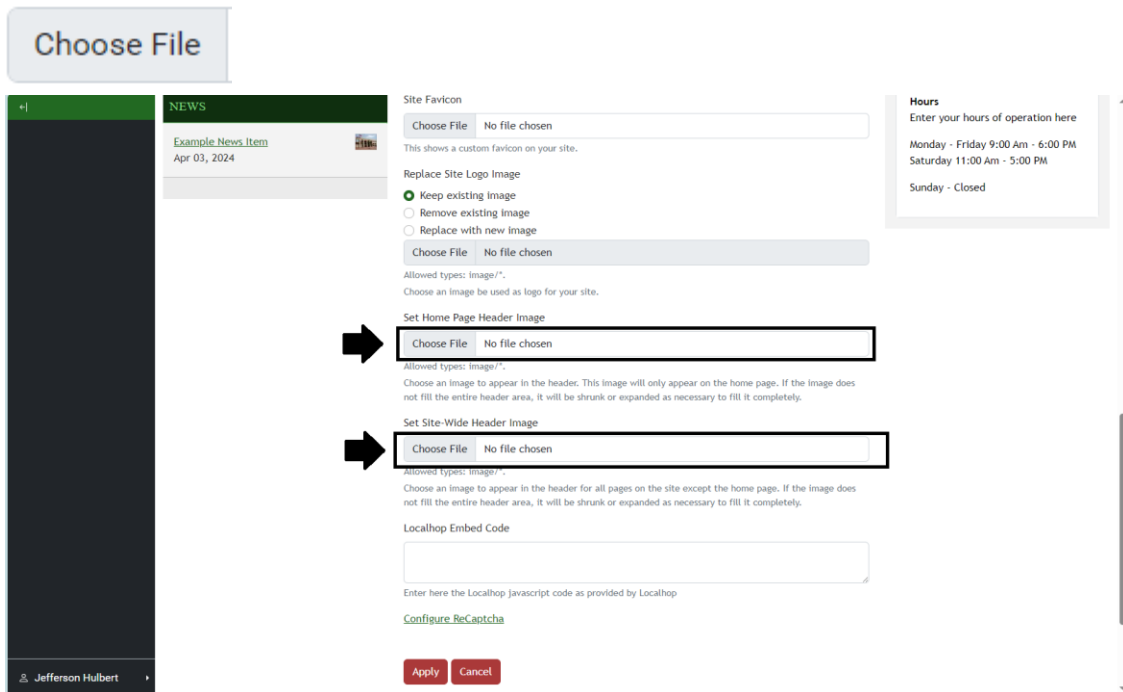 Choose File
NEWS
Example News Item
Apr 03, 2024
Site Favicon
Choose File No file chosen
This shows a custom favicon on your site.
Replace Site Logo Image
Keep existing image
Remove existing image
Replace with new image
Choose File No file chosen
Allowed types: image/*.
Choose an image be used as logo for your site.
Set Home Page Header Image
Choose File No file chosen
Allowed types: image/*.
Choose an image to appear in the header. This image will only appear on the home page. If the image does
not fill the entire header area, it will be shrunk or expanded as necessary to fill it completely.
Set Site-Wide Header Image
Choose File No file chosen
Allowed types: image/*.
Choose an image to appear in the header for all pages on the site except the home page. If the image does
not fill the entire header area, it will be shrunk or expanded as necessary to fill it completely.
Localhop Embed Code
Enter here the Localhop javascript code as provided by Localhop
Configure ReCaptcha
Apply Cancel
Hours
Enter your hours of operation here
Monday - Friday 9:00 Am - 6:00 PM
Saturday 11:00 Am - 5:00 PM
Sunday - Closed
Jefferson Hulbert